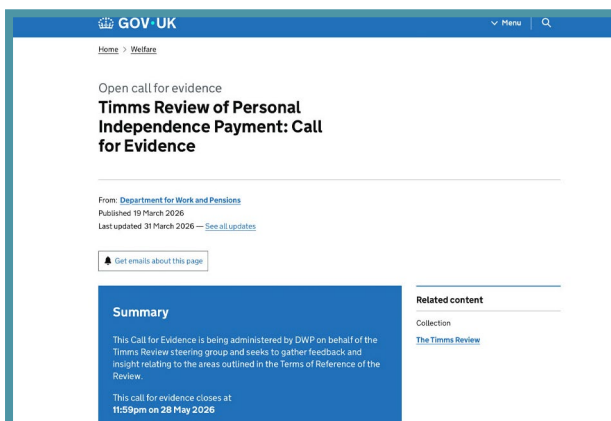 GOV·UK
Menu
Home > Welfare
Open call for evidence
Timms Review of Personal
Independence Payment: Call
for Evidence
From: Department for Work and Pensions
Published 19 March 2026
Last updated 31 March 2026 — See all updates
Get emails about this page
Summary
This Call for Evidence is being administered by DWP on behalf of the
Timms Review steering group and seeks to gather feedback and
insight relating to the areas outlined in the Terms of Reference of the
Review.
This call for evidence closes at
11:59pm on 28 May 2026
Related content
Collection
The Timms Review